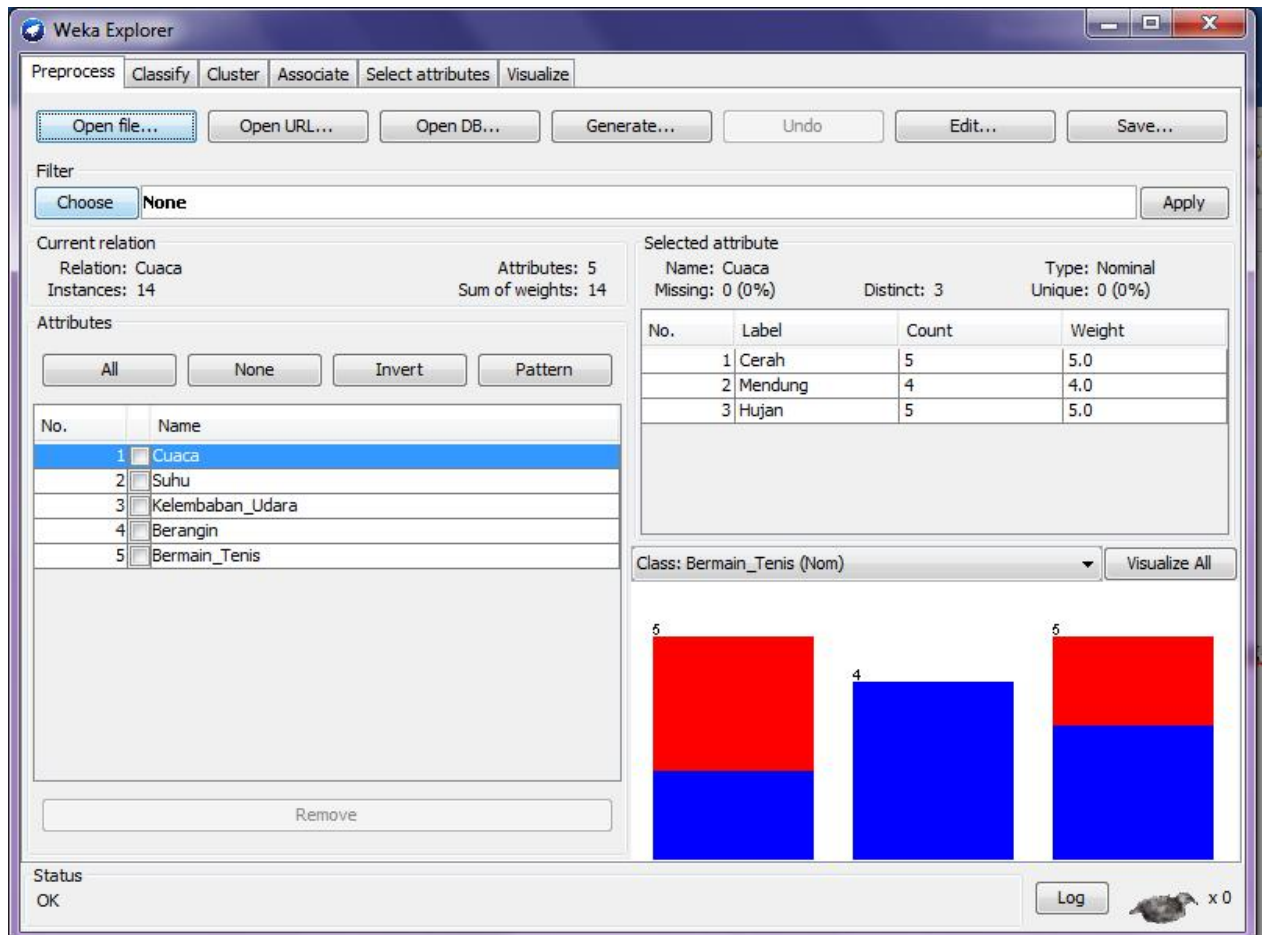 Weka Explorer
Preprocess Classify Cluster Associate Select attributes Visualize
Open file... Open URL... Open DB... Generate... Undo Edit... Save...
Filter
Choose None Apply
Current relation
Relation: Cuaca Attributes: 5
Instances: 14 Sum of weights: 14
Attributes
All None Invert Pattern
No. Name
1 Cuaca
2 Suhu
3 Kelembaban_Udara
4 Berangin
5 Bermain_Tenis
Remove
Selected attribute
Name: Cuaca Type: Nominal
Missing: 0 (0%) Distinct: 3 Unique: 0 (0%)
No. Label Count Weight
1 Cerah 5 5.0
2 Mendung 4 4.0
3 Hujan 5 5.0
Class: Bermain_Tenis (Nom) Visualize All
5 4 5
Status
OK
Log x 0